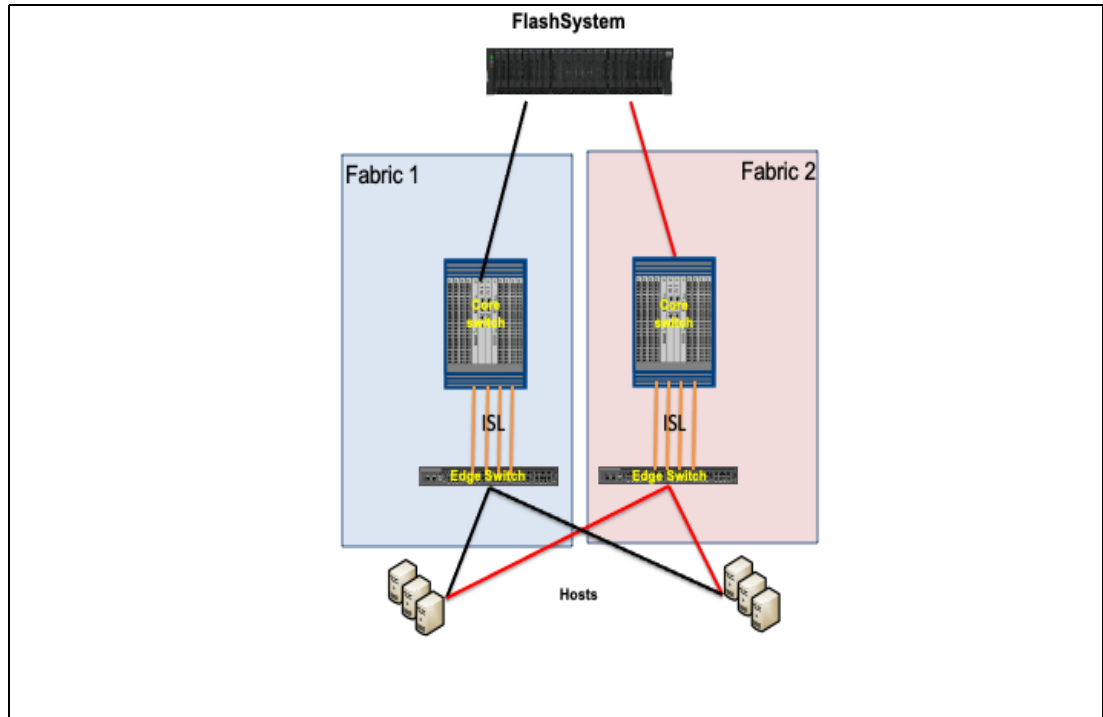 FlashSystem
Fabric 1
Fabric 2
Core
switch
Core
switch
ISL
ISL
Edge Switch
Edge Switch
Hosts